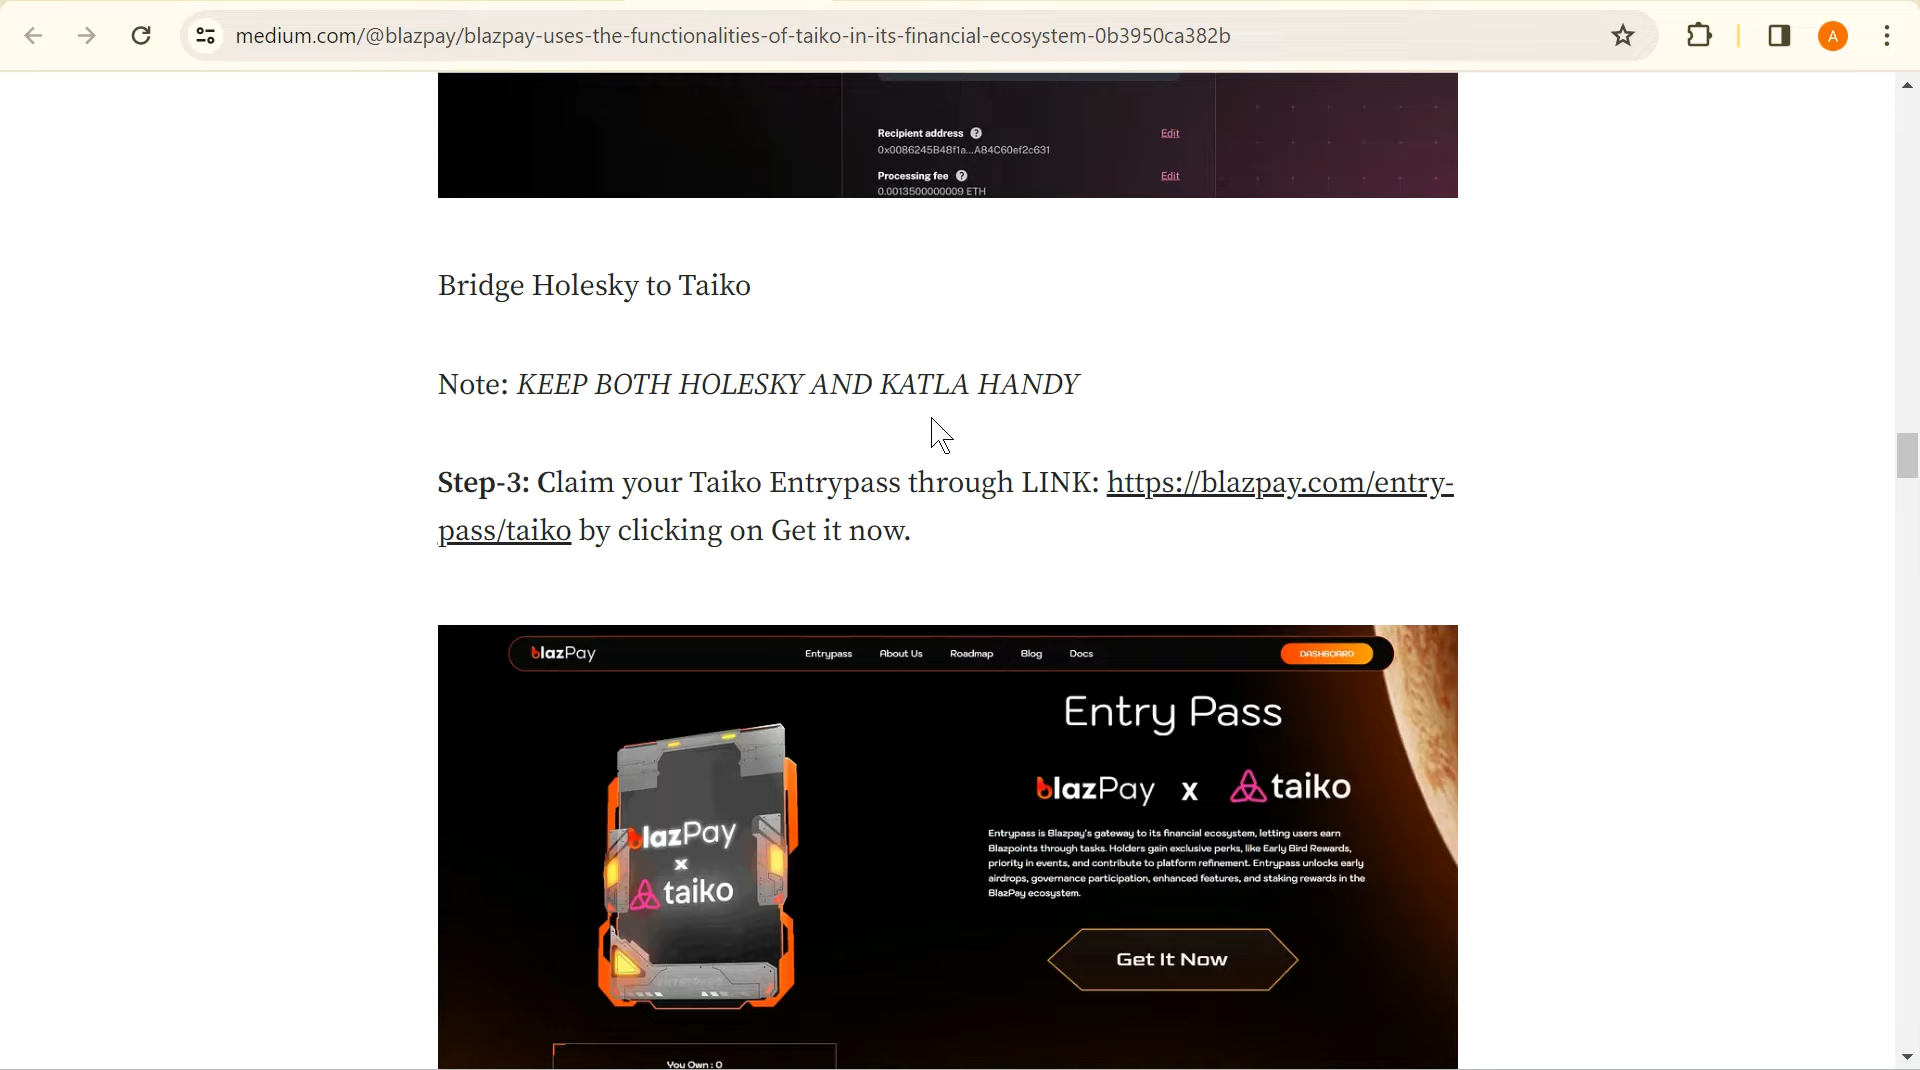 medium.com/@blazpay/blazpay-uses-the-functionalities-of-taiko-in-its-financial-ecosystem-0b3950ca382b
A
Recipient address ?
Edit
0x0086245B48f1a...A84C60ef2c631
Processing fee ?
Edit
0.0013500000009 ETH
Bridge Holesky to Taiko
Note: KEEP BOTH HOLESKY AND KATLA HANDY
Step-3: Claim your Taiko Entrypass through LINK: https://blazpay.com/entry-
pass/taiko by clicking on Get it now.
blazPay
Entrypass
About Us
Roadmap
Blog
Docs
DASHBOARD
Entry Pass
blazPay x taiko
Entrypass is Blazpay's gateway to its financial ecosystem, letting users earn
Blazpoints through tasks. Holders gain exclusive perks, like Early Bird Rewards,
priority in events, and contribute to platform refinement. Entrypass unlocks early
airdrops, governance participation, enhanced features, and staking rewards in the
BlazPay ecosystem.
Get It Now
blazPay
x
taiko
You Own : 0